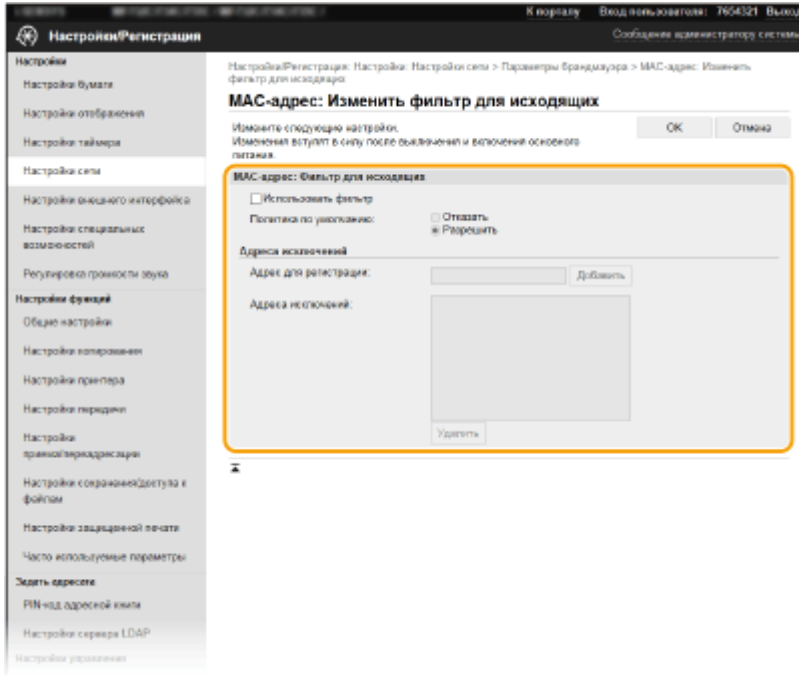 К порталу Вход пользователя: 7654321 Выход
Настройки/Регистрация
Сообщение администратору системы
Настройки
Настройки бумаги
Настройки отображения
Настройки таймера
Настройки сети
Настройки внешнего интерфейса
Настройки специальных
возможностей
Регулировка громкости звука
Настройки функций
Общие настройки
Настройки копирования
Настройки принтера
Настройки передачи
Настройки
приема/переадресации
Настройки сохранения/доступа к
файлам
Настройки защищенной печати
Часто используемые параметры
Задать адресата
PIN-код адресной книги
Настройки сервера LDAP
Настройки управления
Настройки/Регистрация: Настройки: Настройки сети > Параметры брандмауэра > MAC-адрес: Изменить
фильтр для исходящих
MAC-адрес: Изменить фильтр для исходящих
Измените следующие настройки.
Изменения вступят в силу после выключения и включения основного
питания.
OK
Отмена
MAC-адрес: Фильтр для исходящих
Использовать фильтр
Политика по умолчанию:
Отказать
Разрешить
Адреса исключений
Адрес для регистрации:
Добавить
Адреса исключений:
Удалить